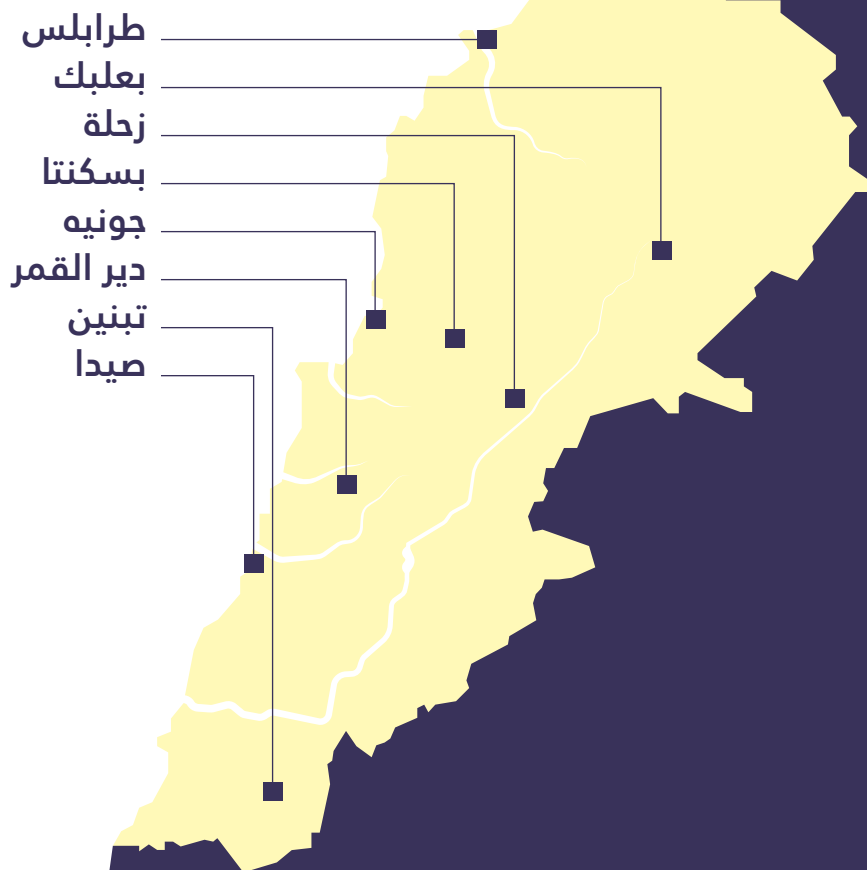 طرابلس
بعلبك
زحلة
بسكنتا
جونيه
دير القمر
تبنين
صيدا